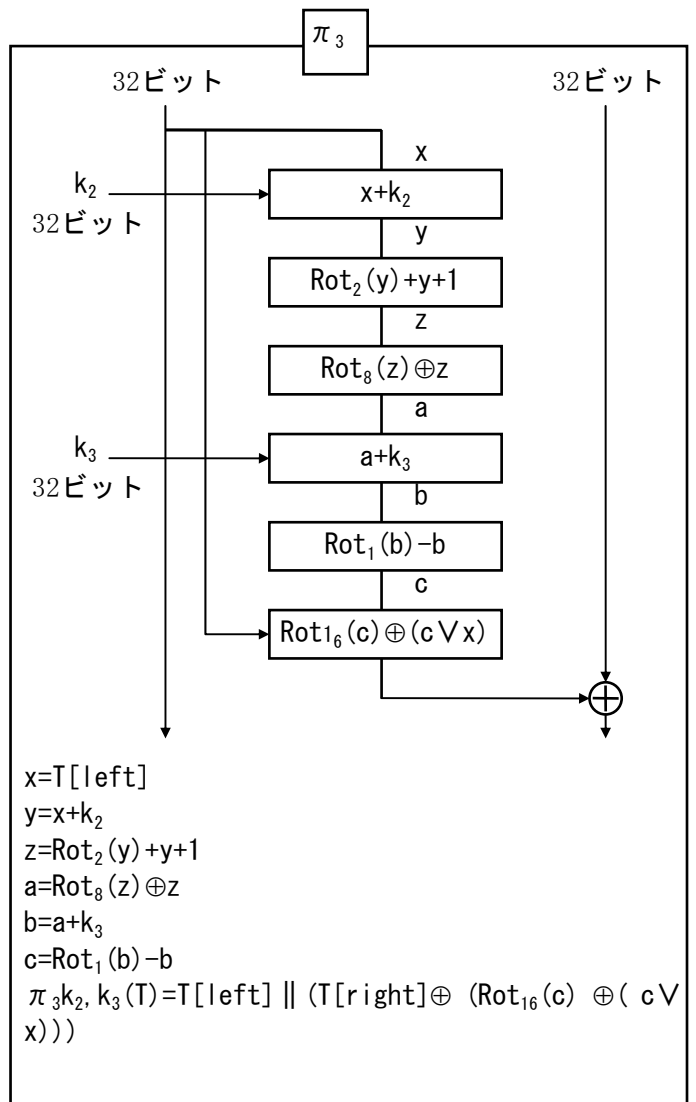 π₃
32ビット
32ビット
x
k₂
32ビット
x+k₂
y
Rot₂(y)+y+1
z
Rot₈(z)⊕z
a
k₃
32ビット
a+k₃
b
Rot₁(b)−b
c
Rot₁₆(c)⊕(c∨x)
x=T[left]
y=x+k₂
z=Rot₂(y)+y+1
a=Rot₈(z)⊕z
b=a+k₃
c=Rot₁(b)−b
π₃k₂,k₃(T)=T[left]‖(T[right]⊕ (Rot₁₆(c) ⊕( c∨
x)))